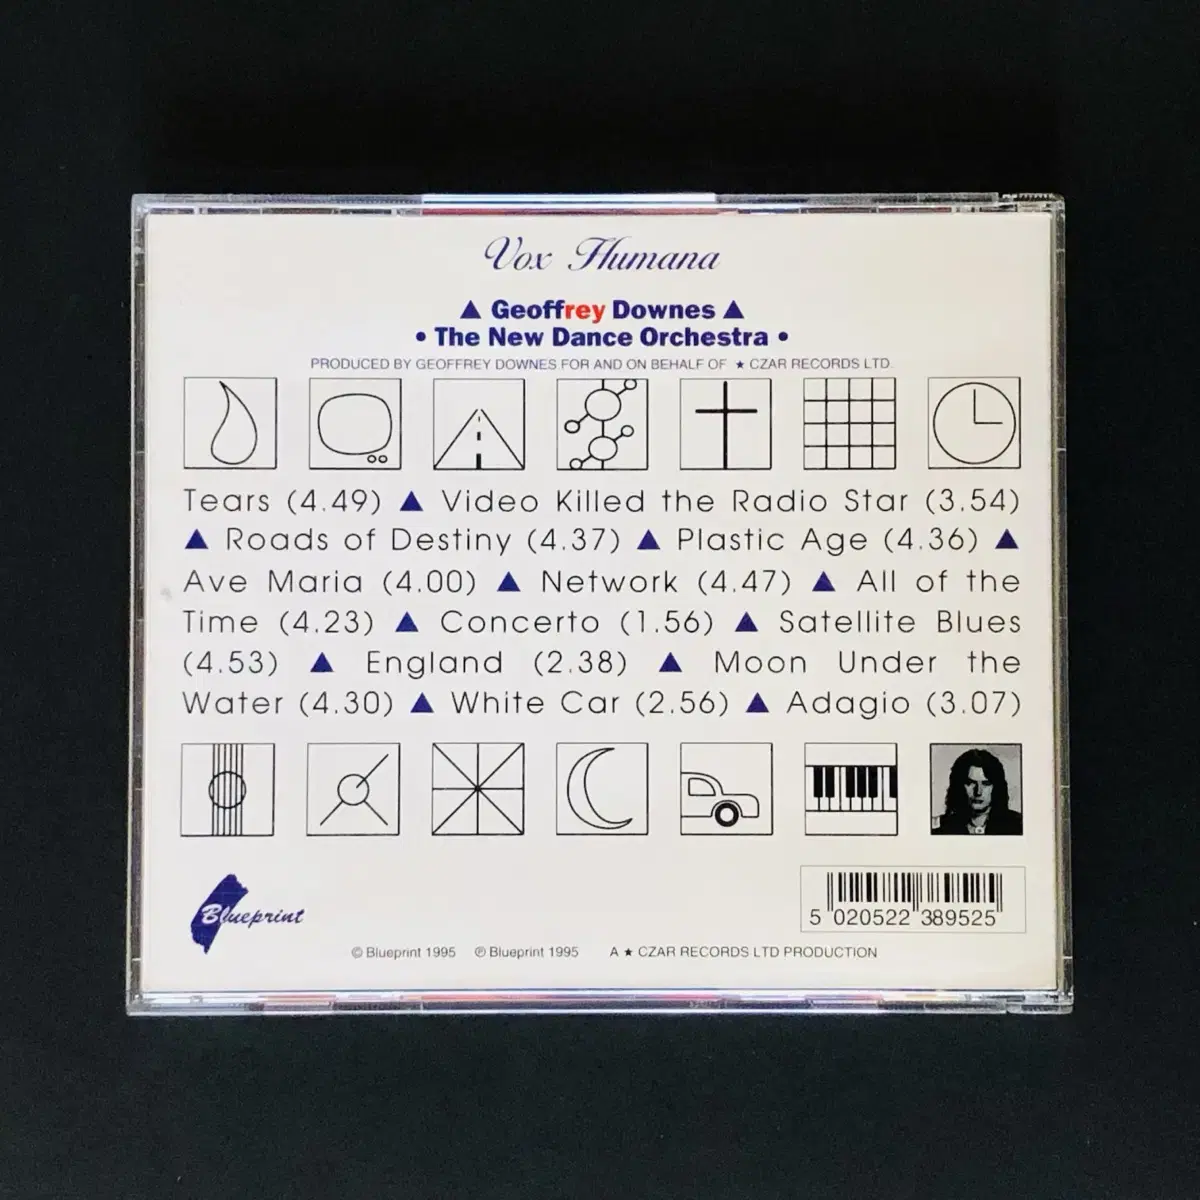 Vox Humana
▲ Geoffrey Downes ▲
• The New Dance Orchestra •
PRODUCED BY GEOFFREY DOWNES FOR AND ON BEHALF OF ★ CZAR RECORDS LTD.
Tears (4.49) ▲ Video Killed the Radio Star (3.54)
▲ Roads of Destiny (4.37) ▲ Plastic Age (4.36) ▲
Ave Maria (4.00) ▲ Network (4.47) ▲ All of the
Time (4.23) ▲ Concerto (1.56) ▲ Satellite Blues
(4.53) ▲ England (2.38) ▲ Moon Under the
Water (4.30) ▲ White Car (2.56) ▲ Adagio (3.07)
Blueprint
5 020522 389525
© Blueprint 1995 ℗ Blueprint 1995 A ★ CZAR RECORDS LTD PRODUCTION